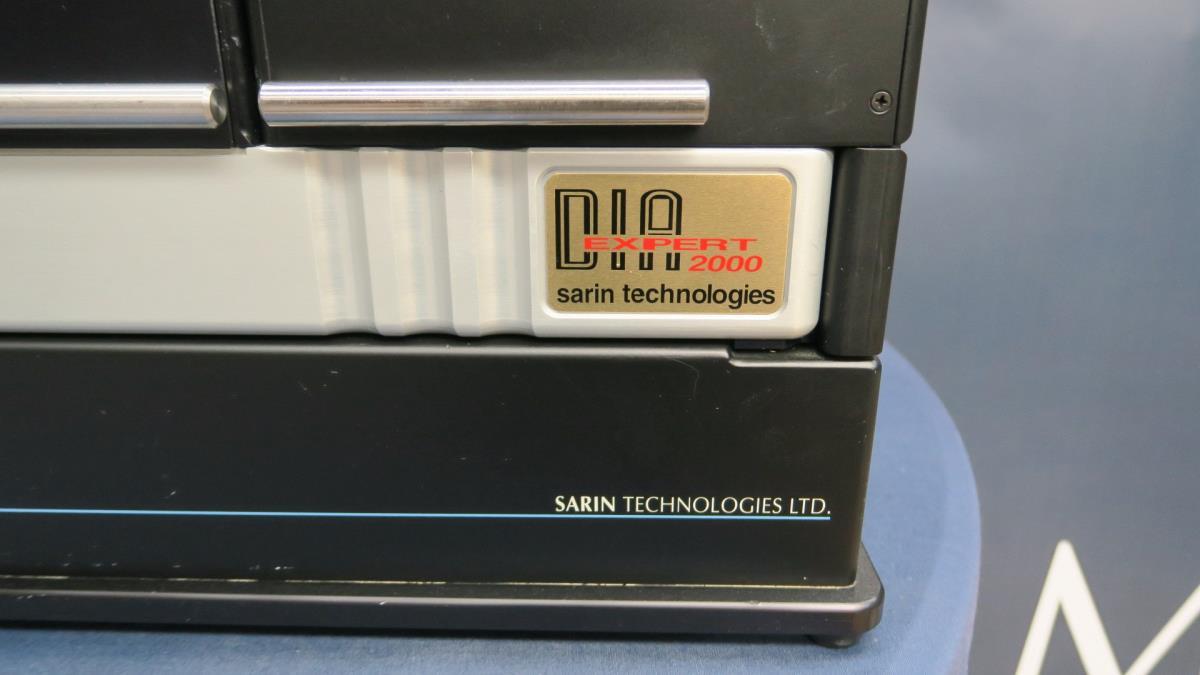 DIA
EXPERT
2000
sarin technologies
SARIN TECHNOLOGIES LTD.